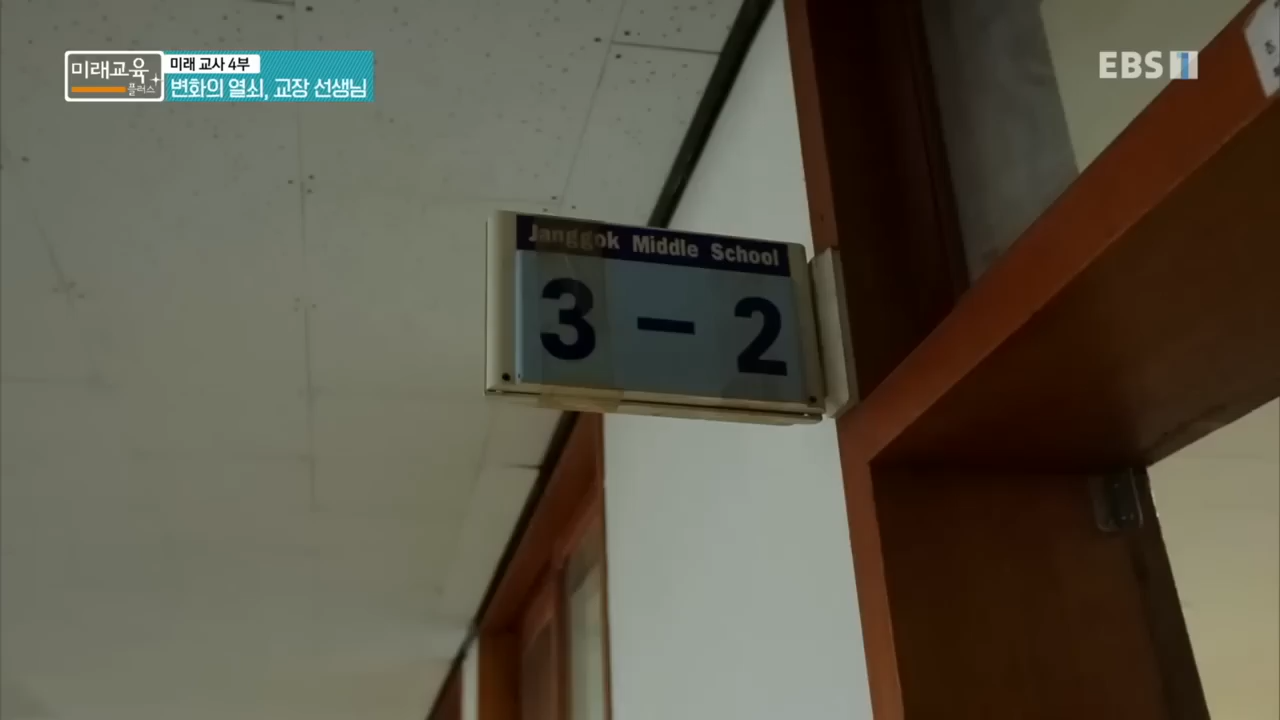 미래교육
플러스
미래 교사 4부
변화의 열쇠, 교장 선생님
EBS 1
Janggok Middle School
3 - 2